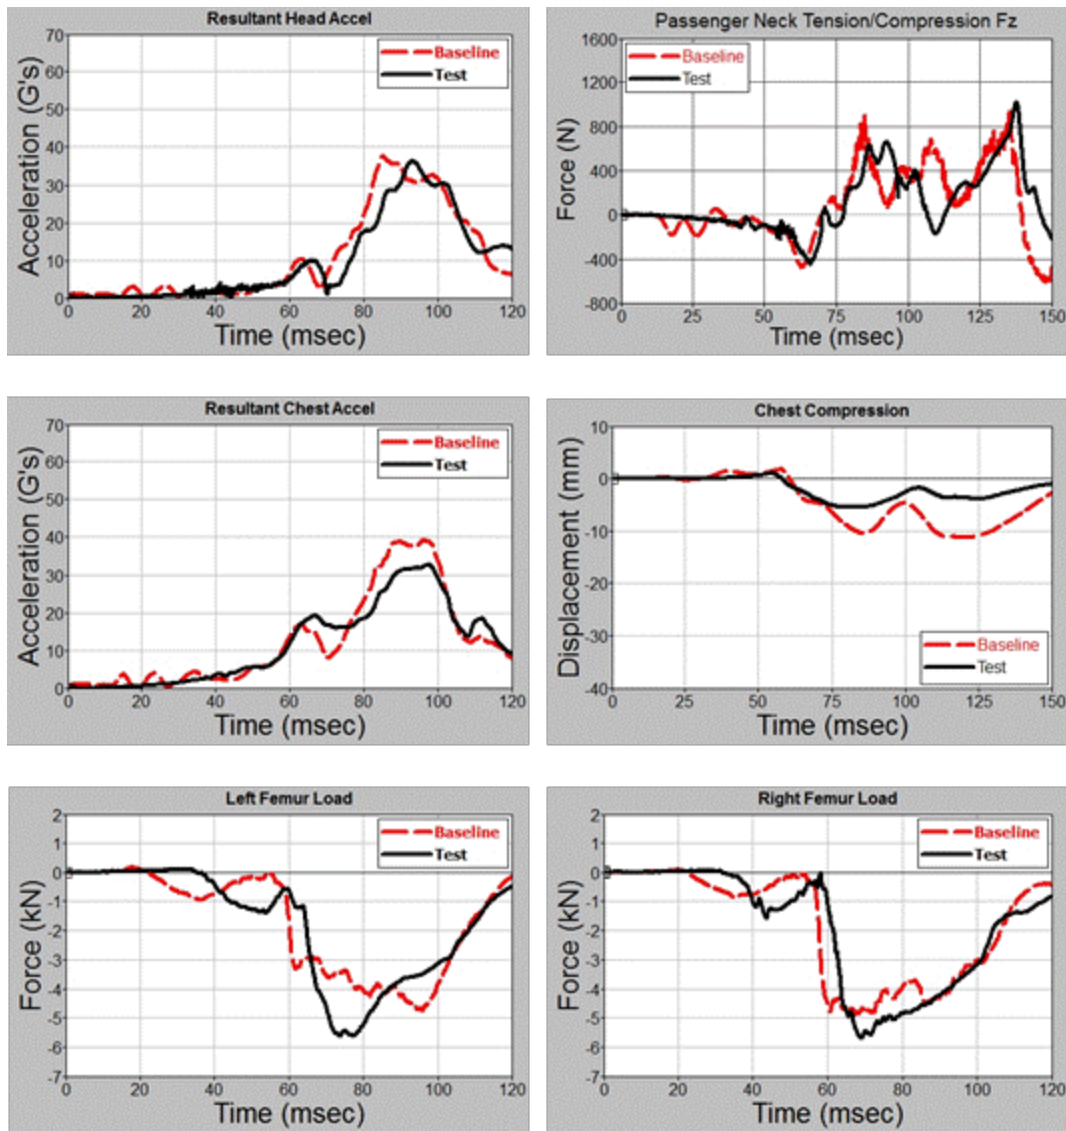 Resultant Head Accel
70
60
50
40
30
20
10
0
Acceleration (G's)
Baseline
Test
0 20 40 60 80 100 120
Time (msec)
Passenger Neck Tension/Compression Fz
1600
1200
800
400
0
-400
-800
Force (N)
Baseline
Test
0 25 50 75 100 125 150
Time (msec)
Resultant Chest Accel
70
60
50
40
30
20
10
0
Acceleration (G's)
Baseline
Test
0 20 40 60 80 100 120
Time (msec)
Chest Compression
10
0
-10
-20
-30
-40
Displacement (mm)
Baseline
Test
0 25 50 75 100 125 150
Time (msec)
Left Femur Load
2
1
0
-1
-2
-3
-4
-5
-6
-7
Force (kN)
Baseline
Test
0 20 40 60 80 100 120
Time (msec)
Right Femur Load
2
1
0
-1
-2
-3
-4
-5
-6
-7
Force (kN)
Baseline
Test
0 20 40 60 80 100 120
Time (msec)